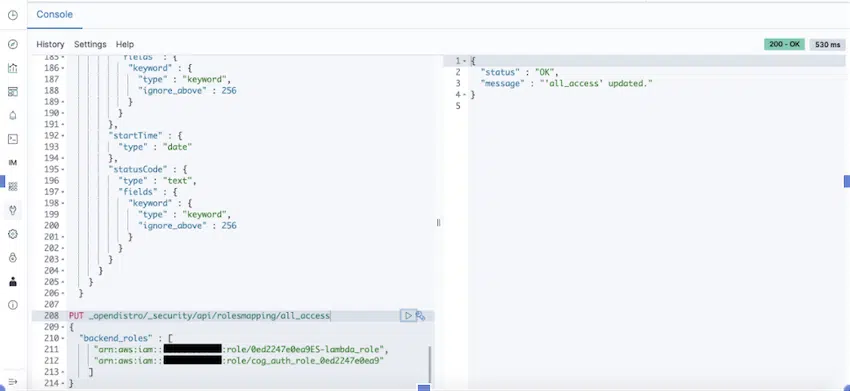 Console
History Settings Help
200 - OK 530 ms
185 "fields" : {
186 "keyword" : {
187 "type" : "keyword",
188 "ignore_above" : 256
189 }
190 }
191 },
192 "startTime" : {
193 "type" : "date"
194 },
195 "statusCode" : {
196 "type" : "text",
197 "fields" : {
198 "keyword" : {
199 "type" : "keyword",
200 "ignore_above" : 256
201 }
202 }
203 }
204 }
205 }
206 }
207
208 PUT _opendistro/_security/api/rolesmapping/all_access
209 {
210 "backend_roles" : [
211 "arn:aws:iam:: :role/0ed2247e0ea9ES-lambda_role",
212 "arn:aws:iam:: :role/cog_auth_role_0ed2247e0ea9"
213 ]
214 }
1 {
2 "status" : "OK",
3 "message" : "'all_access' updated."
4 }
5
IM